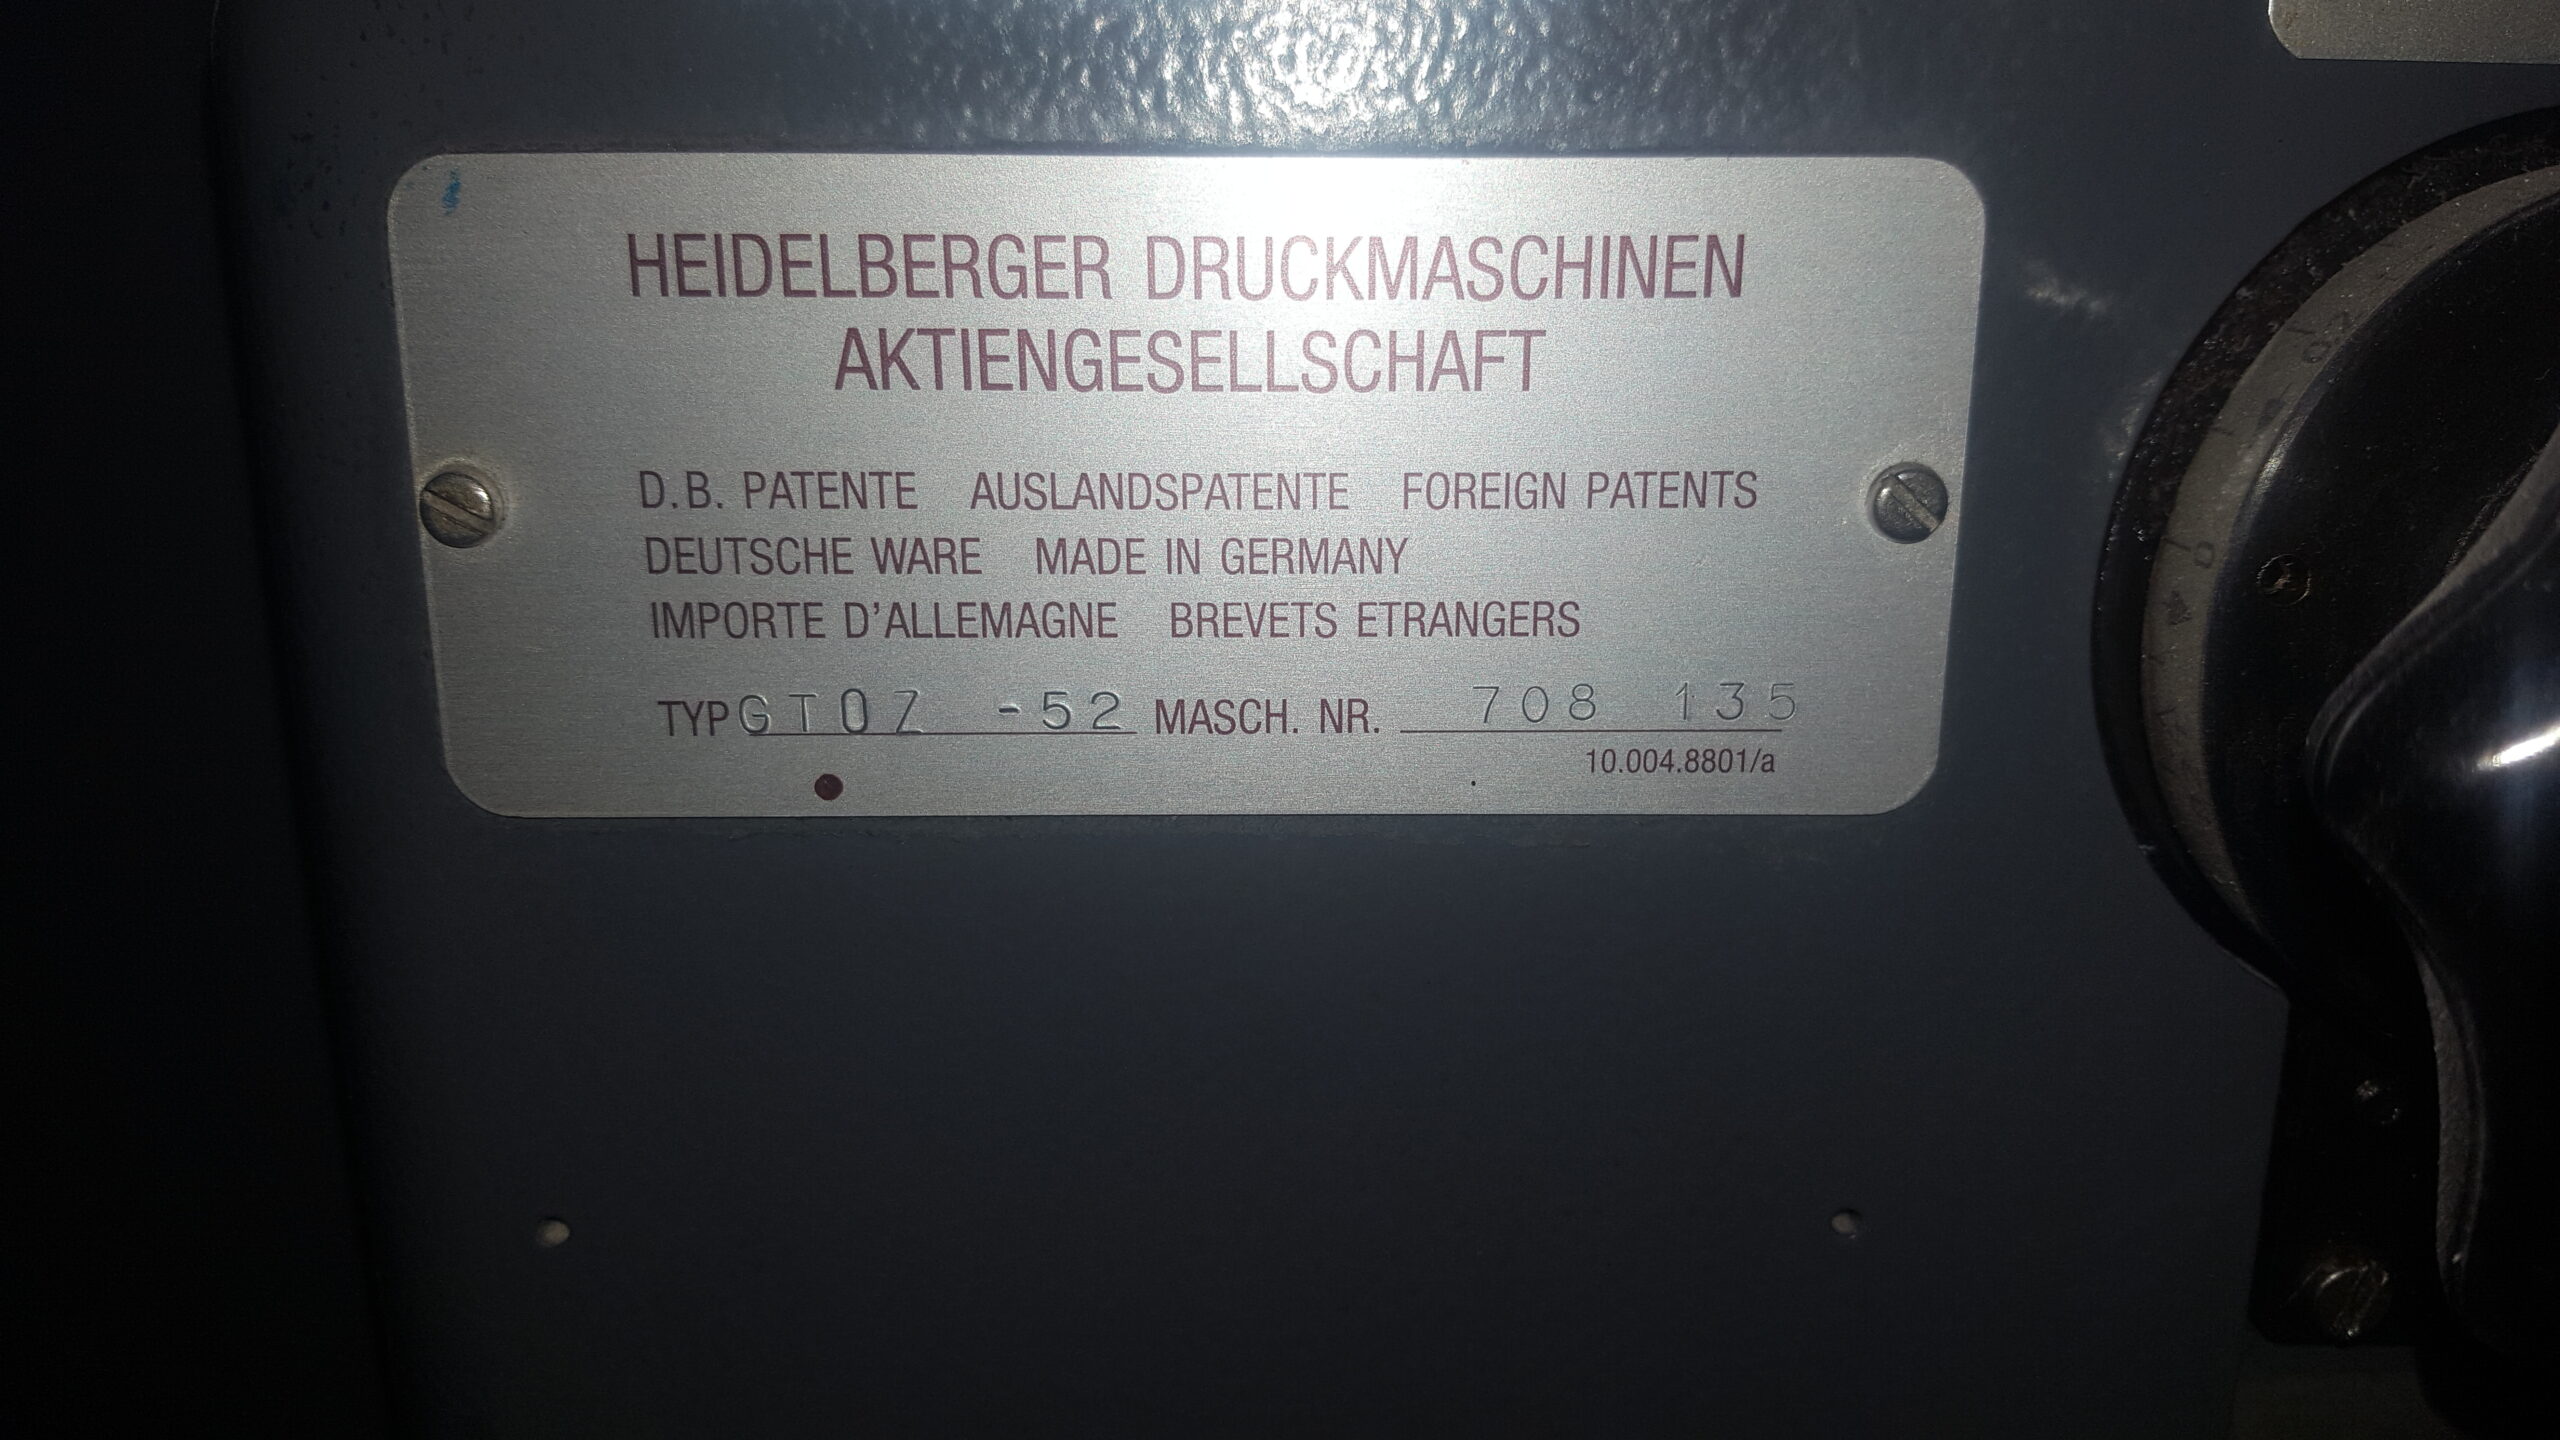 HEIDELBERGER DRUCKMASCHINEN
AKTIENGESELLSCHAFT
D.B. PATENTE AUSLANDSPATENTE FOREIGN PATENTS
DEUTSCHE WARE MADE IN GERMANY
IMPORTE D'ALLEMAGNE BREVETS ETRANGERS
TYP GTOZ -52 MASCH. NR. 708 135
10.004.8801/a
0